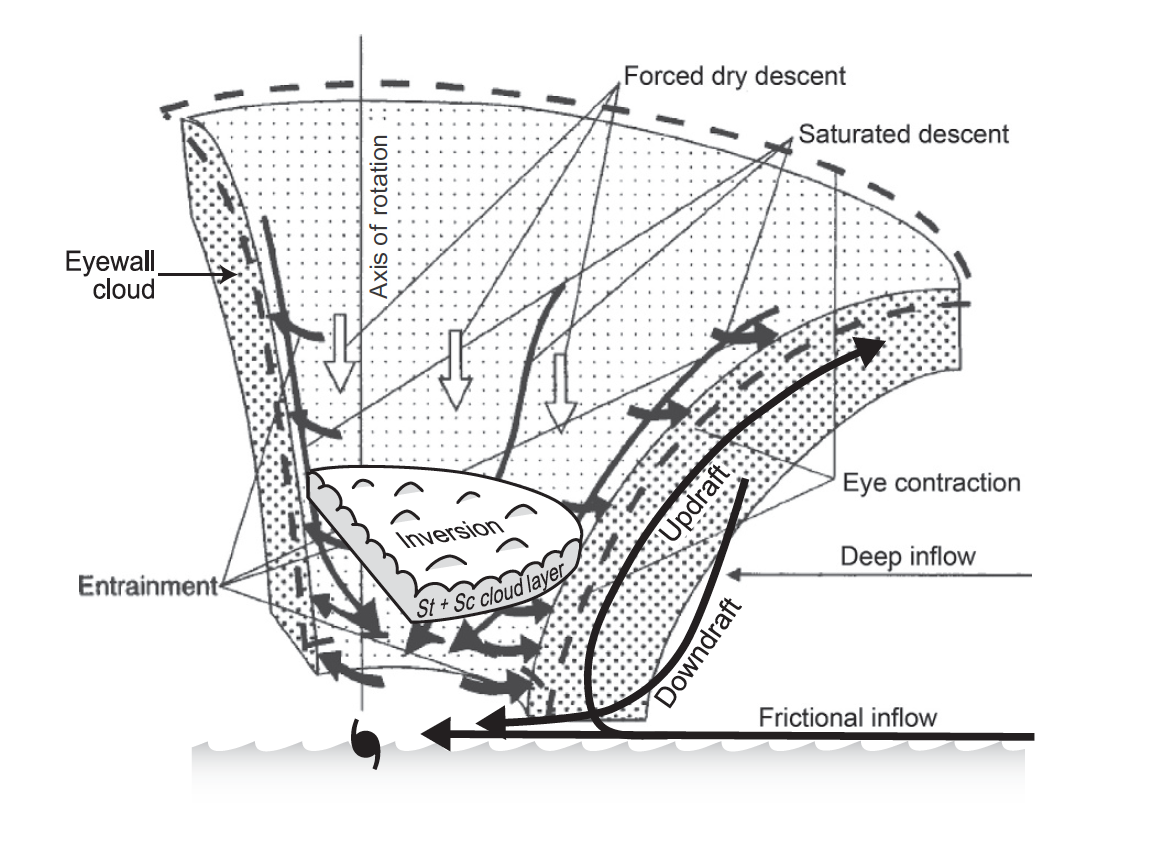 Forced dry descent
Saturated descent
Axis of rotation
Eyewall
cloud
Inversion
St + Sc cloud layer
Updraft
Eye contraction
Deep inflow
Entrainment
Downdraft
Frictional inflow